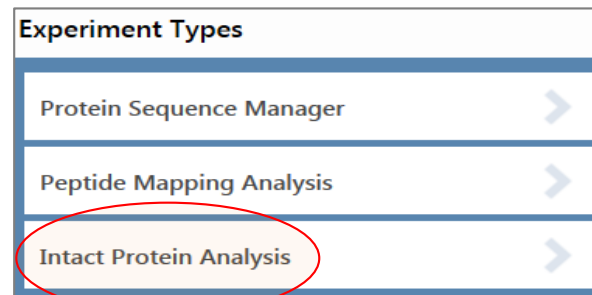 Experiment Types
Protein Sequence Manager
Peptide Mapping Analysis
Intact Protein Analysis